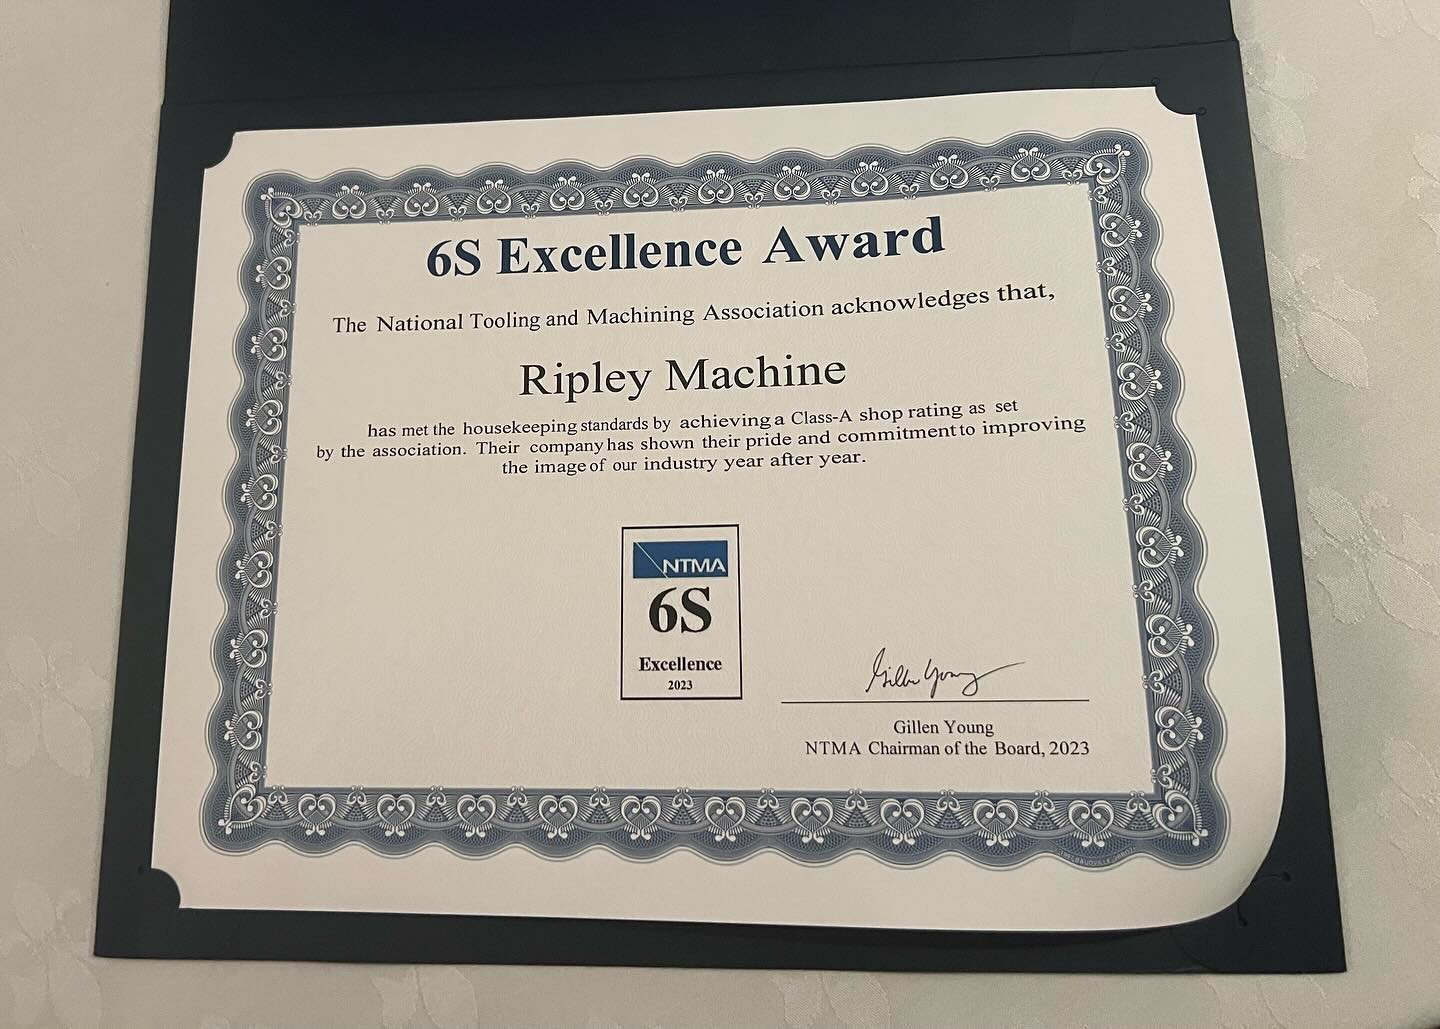 6S Excellence Award
The National Tooling and Machining Association acknowledges that,
Ripley Machine
has met the housekeeping standards by achieving a Class-A shop rating as set
by the association. Their company has shown their pride and commitment to improving
the image of our industry year after year.
NTMA
6S
Excellence
2023
Gillen Young
Gillen Young
NTMA Chairman of the Board, 2023